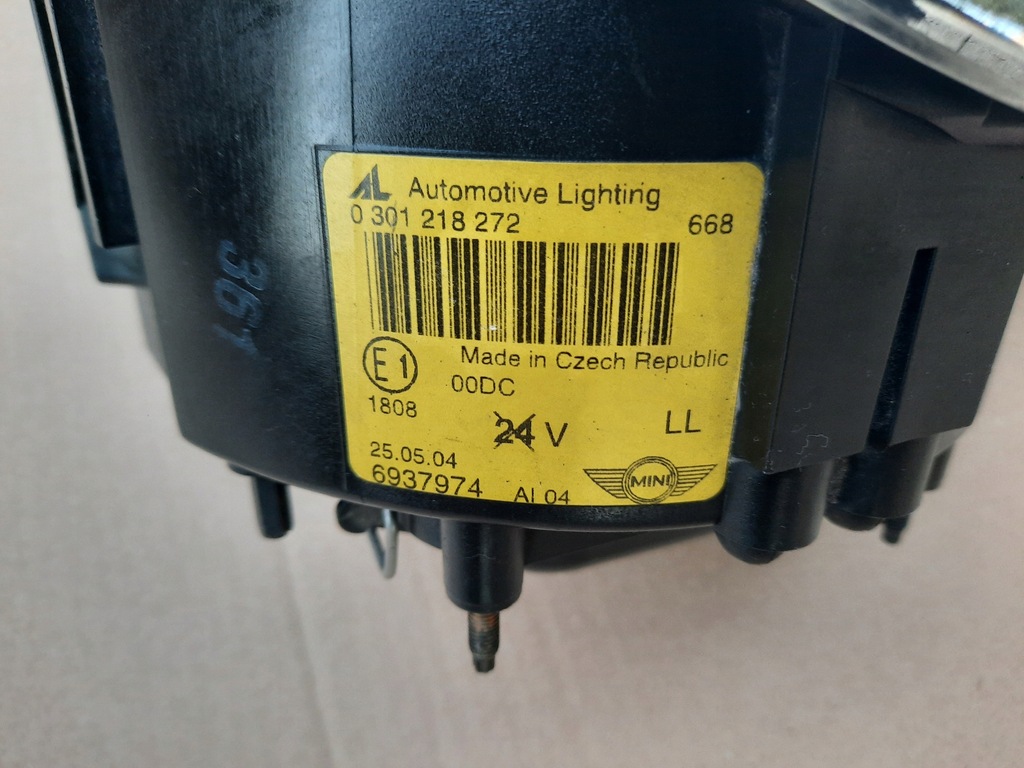 AL Automotive Lighting
0 301 218 272 668
Made in Czech Republic
E1
00DC
1808
24 V LL
25.05.04
6937974 AI 04
MINI
361